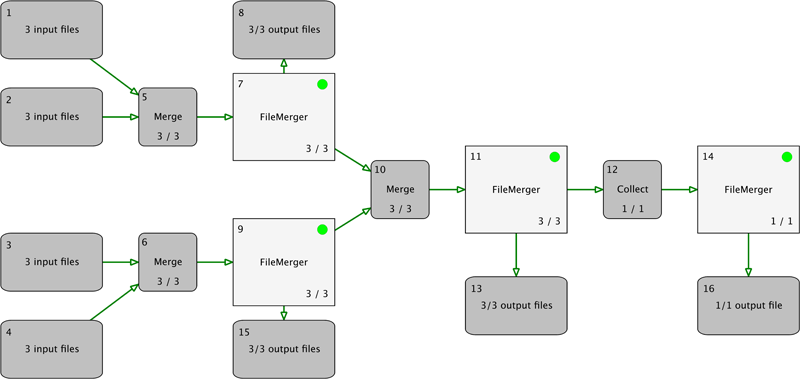 1
3 input files
2
3 input files
5
Merge
3 / 3
8
3/3 output files
7
FileMerger
3 / 3
3
3 input files
4
3 input files
6
Merge
3 / 3
9
FileMerger
3 / 3
15
3/3 output files
10
Merge
3 / 3
11
FileMerger
3 / 3
13
3/3 output files
12
Collect
1 / 1
14
FileMerger
1 / 1
16
1/1 output file